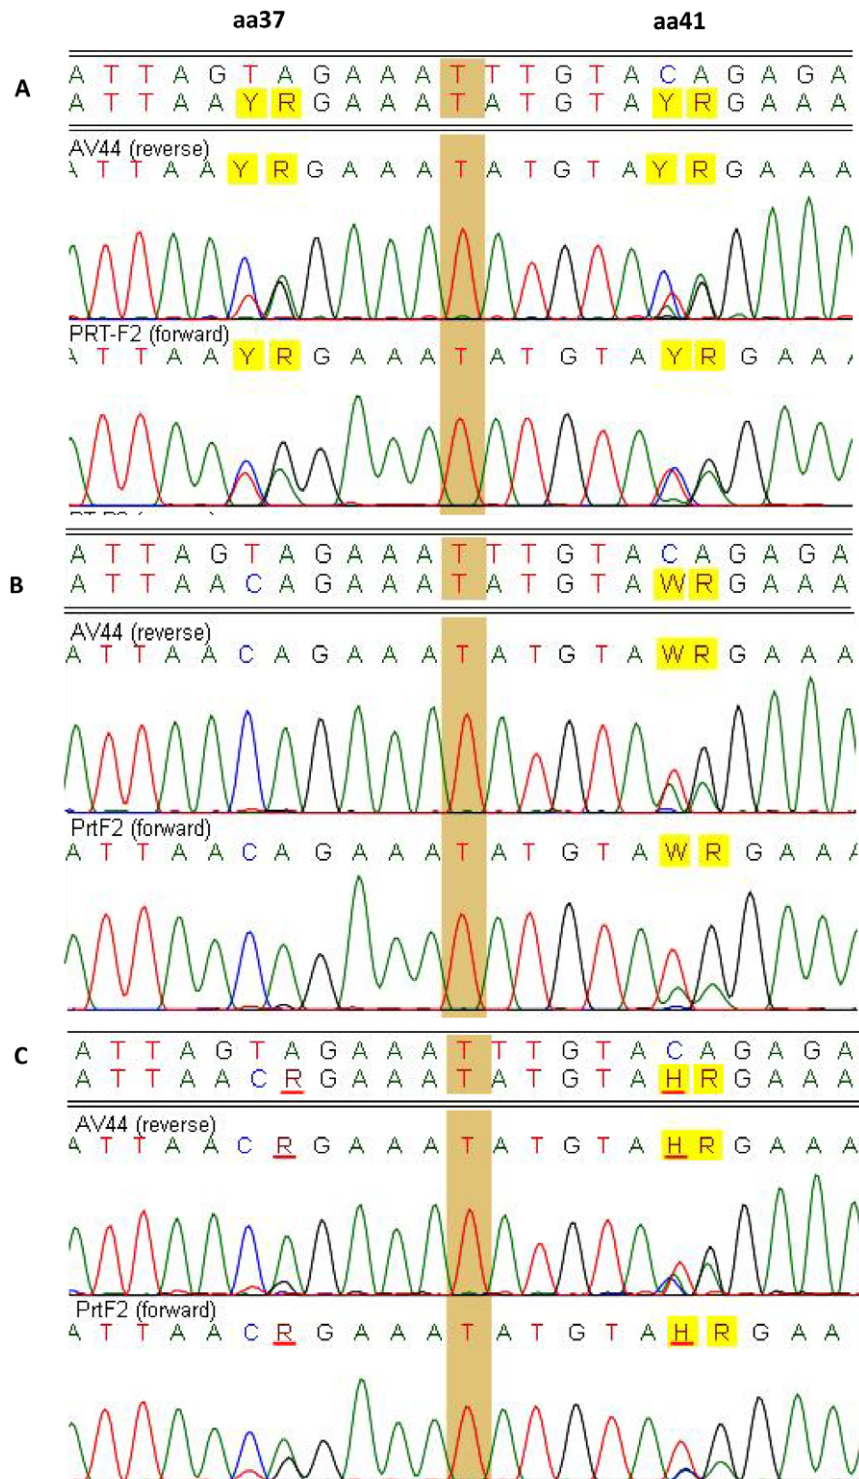 aa37 aa41
A
A T T A G T A G A A A T T T G T A C A G A G A
A T T A A Y R G A A A T A T G T A Y R G A A A
AV44 (reverse)
A T T A A Y R G A A A T A T G T A Y R G A A A
PRT-F2 (forward)
A T T A A Y R G A A A T A T G T A Y R G A A A
B
A T T A G T A G A A A T T T G T A C A G A G A
A T T A A C A G A A A T A T G T A W R G A A A
AV44 (reverse)
A T T A A C A G A A A T A T G T A W R G A A A
PrtF2 (forward)
A T T A A C A G A A A T A T G T A W R G A A A
C
A T T A G T A G A A A T T T G T A C A G A G A
A T T A A C R G A A A T A T G T A H R G A A A
AV44 (reverse)
A T T A A C R G A A A T A T G T A H R G A A A
PrtF2 (forward)
A T T A A C R G A A A T A T G T A H R G A A